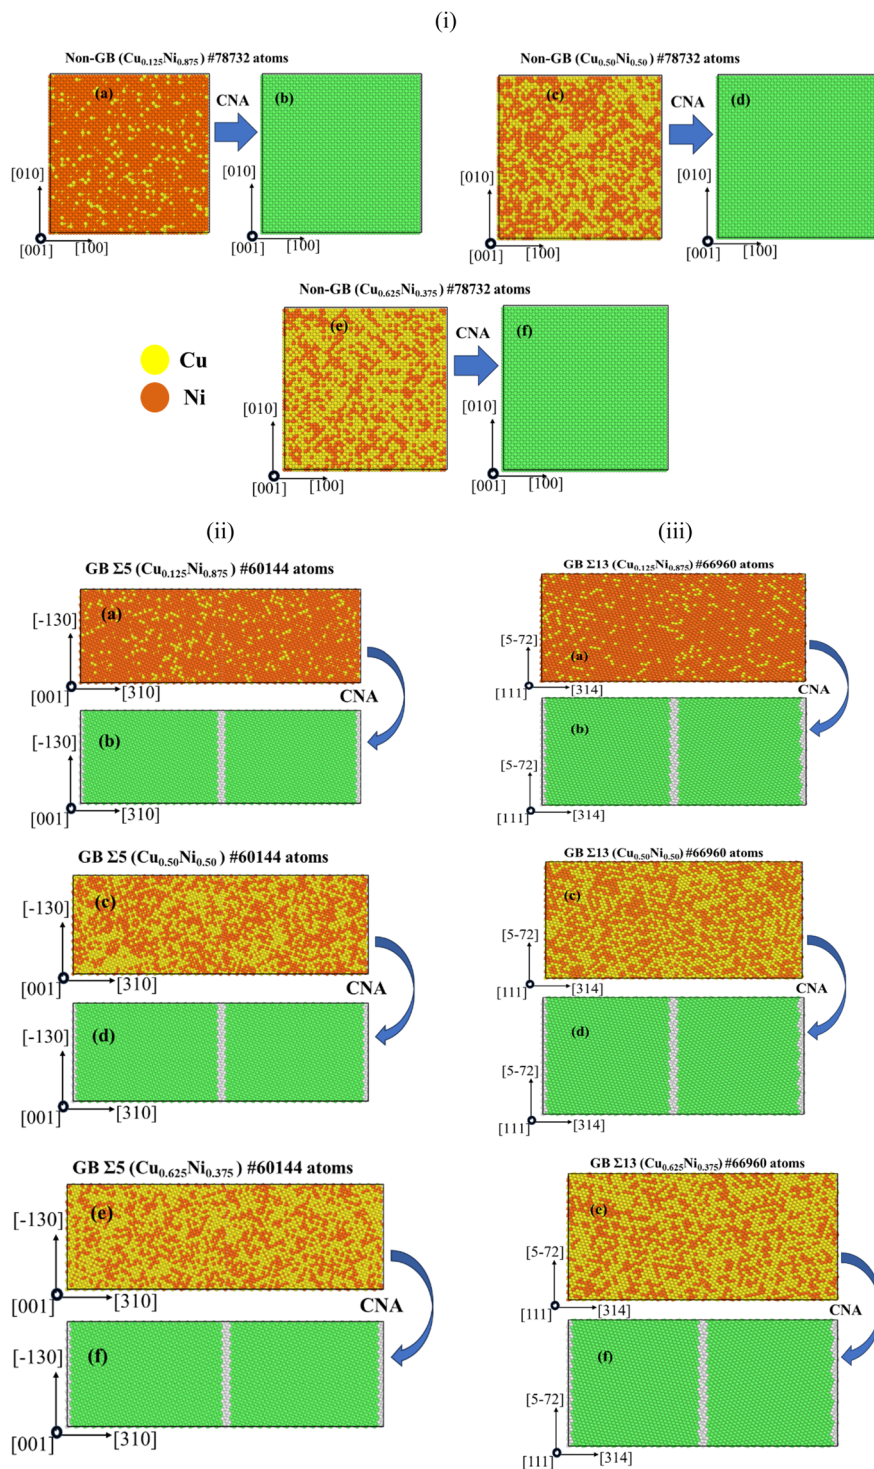 (i)
Non-GB (Cu0.125Ni0.875) #78732 atoms
Non-GB (Cu0.50Ni0.50) #78732 atoms
(a)
CNA
(b)
(c)
CNA
(d)
[010]
[010]
[010]
[010]
[001]
[100]
[001]
[100]
[001]
[100]
[001]
[100]
Non-GB (Cu0.625Ni0.375) #78732 atoms
(e)
CNA
(f)
Cu
Ni
[010]
[010]
[001]
[100]
[001]
[100]
(ii)
GB Σ5 (Cu0.125Ni0.875) #60144 atoms
(a)
[-130]
[001]
[310]
CNA
(b)
[-130]
[001]
[310]
GB Σ5 (Cu0.50Ni0.50) #60144 atoms
(c)
[-130]
[001]
[310]
CNA
(d)
[-130]
[001]
[310]
GB Σ5 (Cu0.625Ni0.375) #60144 atoms
(e)
[-130]
[001]
[310]
CNA
(f)
[-130]
[001]
[310]
(iii)
GB Σ13 (Cu0.125Ni0.875) #66960 atoms
(a)
[5-72]
[111]
[314]
CNA
(b)
[5-72]
[111]
[314]
GB Σ13 (Cu0.50Ni0.50) #66960 atoms
(c)
[5-72]
[111]
[314]
CNA
(d)
[5-72]
[111]
[314]
GB Σ13 (Cu0.625Ni0.375) #66960 atoms
(e)
[5-72]
[111]
[314]
CNA
(f)
[5-72]
[111]
[314]